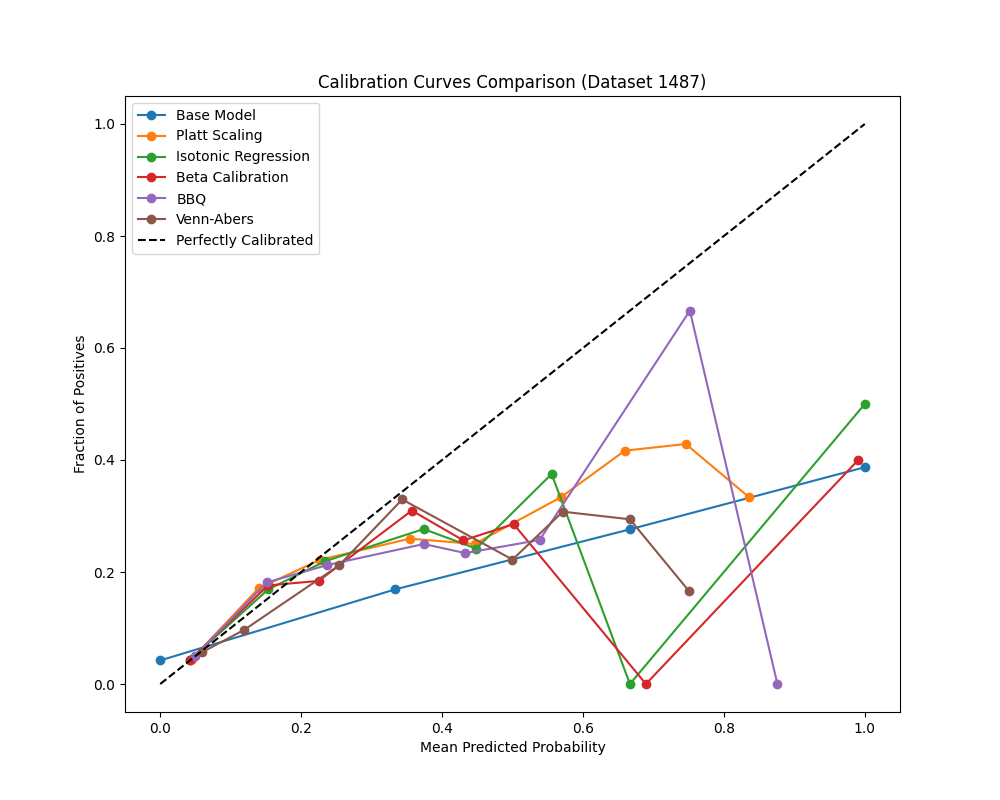 Calibration Curves Comparison (Dataset 1487)
Base Model
Platt Scaling
Isotonic Regression
Beta Calibration
BBQ
Venn-Abers
Perfectly Calibrated
Fraction of Positives
1.0
0.8
0.6
0.4
0.2
0.0
0.0 0.2 0.4 0.6 0.8 1.0
Mean Predicted Probability